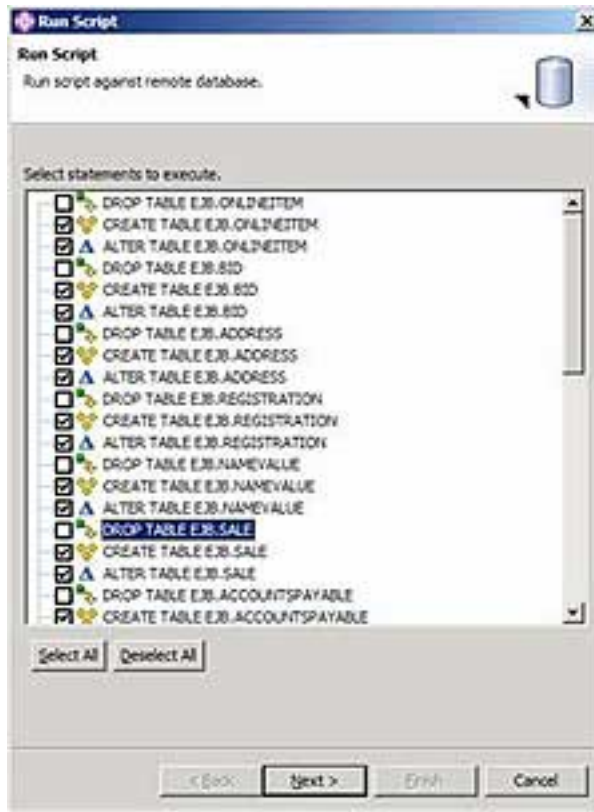 Run Script
Run Script
Run script against remote database.
Select statements to execute.
DROP TABLE EJB.ONLINEITEM
CREATE TABLE EJB.ONLINEITEM
ALTER TABLE EJB.ONLINEITEM
DROP TABLE EJB.BID
CREATE TABLE EJB.BID
ALTER TABLE EJB.BID
DROP TABLE EJB.ADDRESS
CREATE TABLE EJB.ADDRESS
ALTER TABLE EJB.ADDRESS
DROP TABLE EJB.REGISTRATION
CREATE TABLE EJB.REGISTRATION
ALTER TABLE EJB.REGISTRATION
DROP TABLE EJB.NAMEVALUE
CREATE TABLE EJB.NAMEVALUE
ALTER TABLE EJB.NAMEVALUE
DROP TABLE EJB.SALE
CREATE TABLE EJB.SALE
ALTER TABLE EJB.SALE
DROP TABLE EJB.ACCOUNTSPAYABLE
CREATE TABLE EJB.ACCOUNTSPAYABLE
Select All Deselect All
< Back Next > Finish Cancel